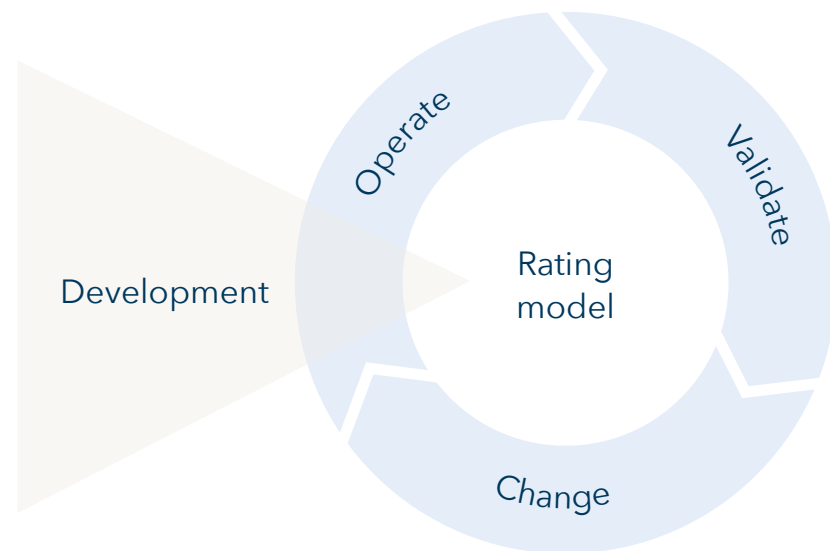 Operate
Validate
Development
Rating
model
Change